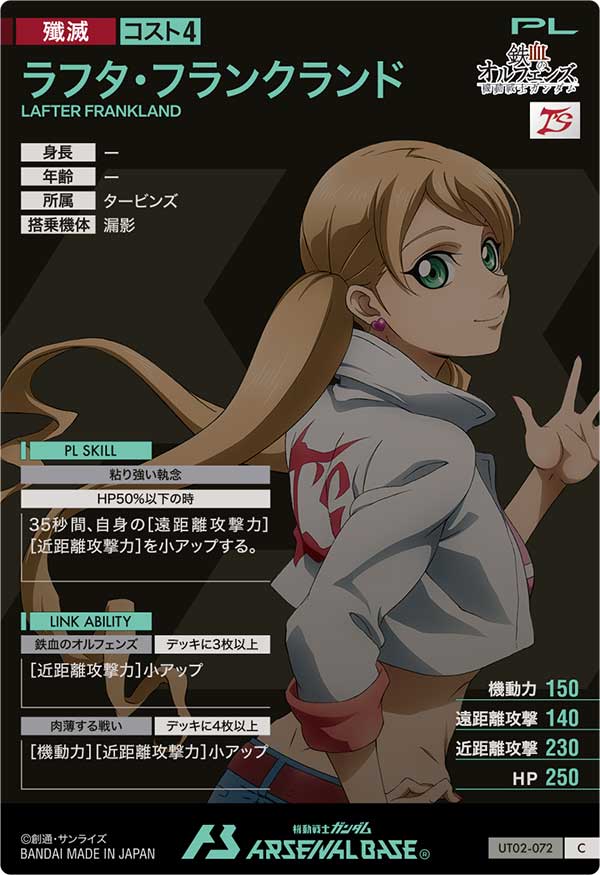 殲滅
コスト4
PL
ラフタ・フランクランド
LAFTER FRANKLAND
鉄血の
オルフェンズ
機動戦士ガンダム
T'S
身長 ー
年齢 ー
所属 タービンズ
搭乗機体 漏影
T'S
PL SKILL
粘り強い執念
HP50%以下の時
35秒間、自身の[遠距離攻撃力]
[近距離攻撃力]を小アップする。
LINK ABILITY
鉄血のオルフェンズ デッキに3枚以上
[近距離攻撃力]小アップ
肉薄する戦い デッキに4枚以上
[機動力][近距離攻撃力]小アップ
機動力 150
遠距離攻撃 140
近距離攻撃 230
HP 250
©創通・サンライズ
BANDAI MADE IN JAPAN
AB
機動戦士ガンダム
ARSENAL BASE®
UT02-072 C